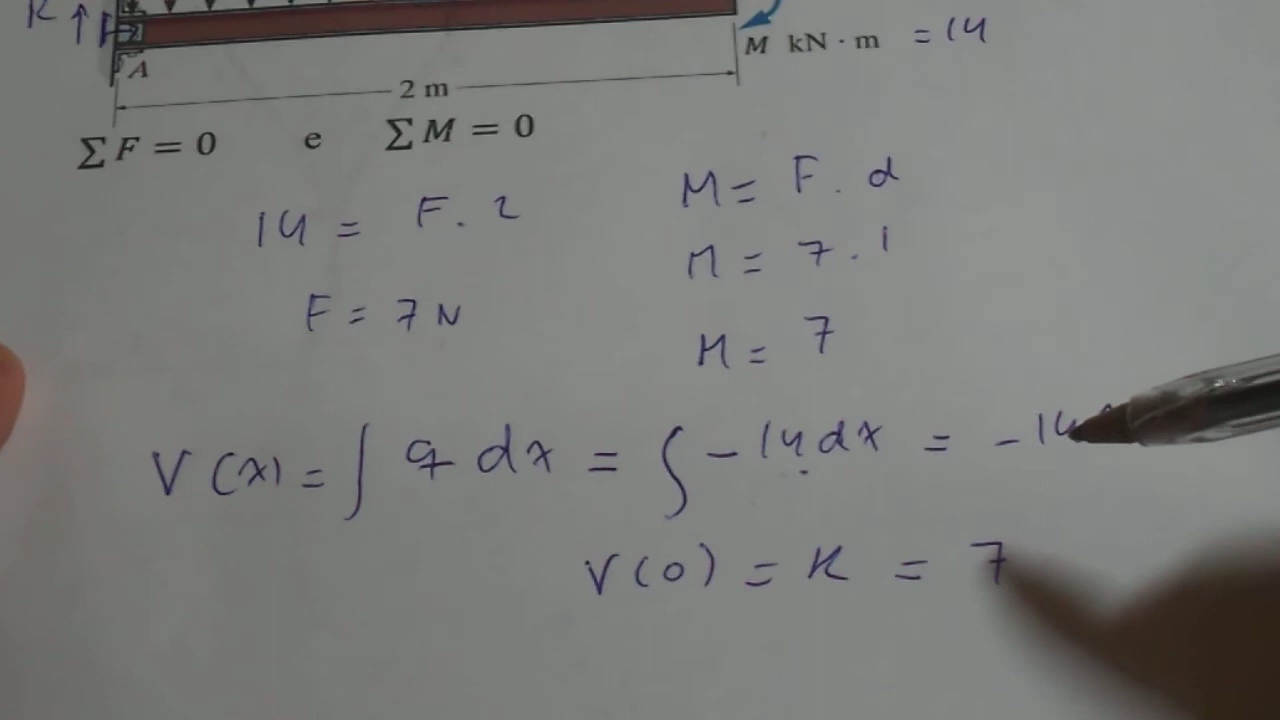 R
M kN · m = 14
A
2 m
∑F = 0 e ∑M = 0
14 = F . 2
F = 7 N
M = F . d
M = 7 . 1
M = 7
V(x) = ∫ q dx = ∫ -14 dx = -14
V(0) = R = 7